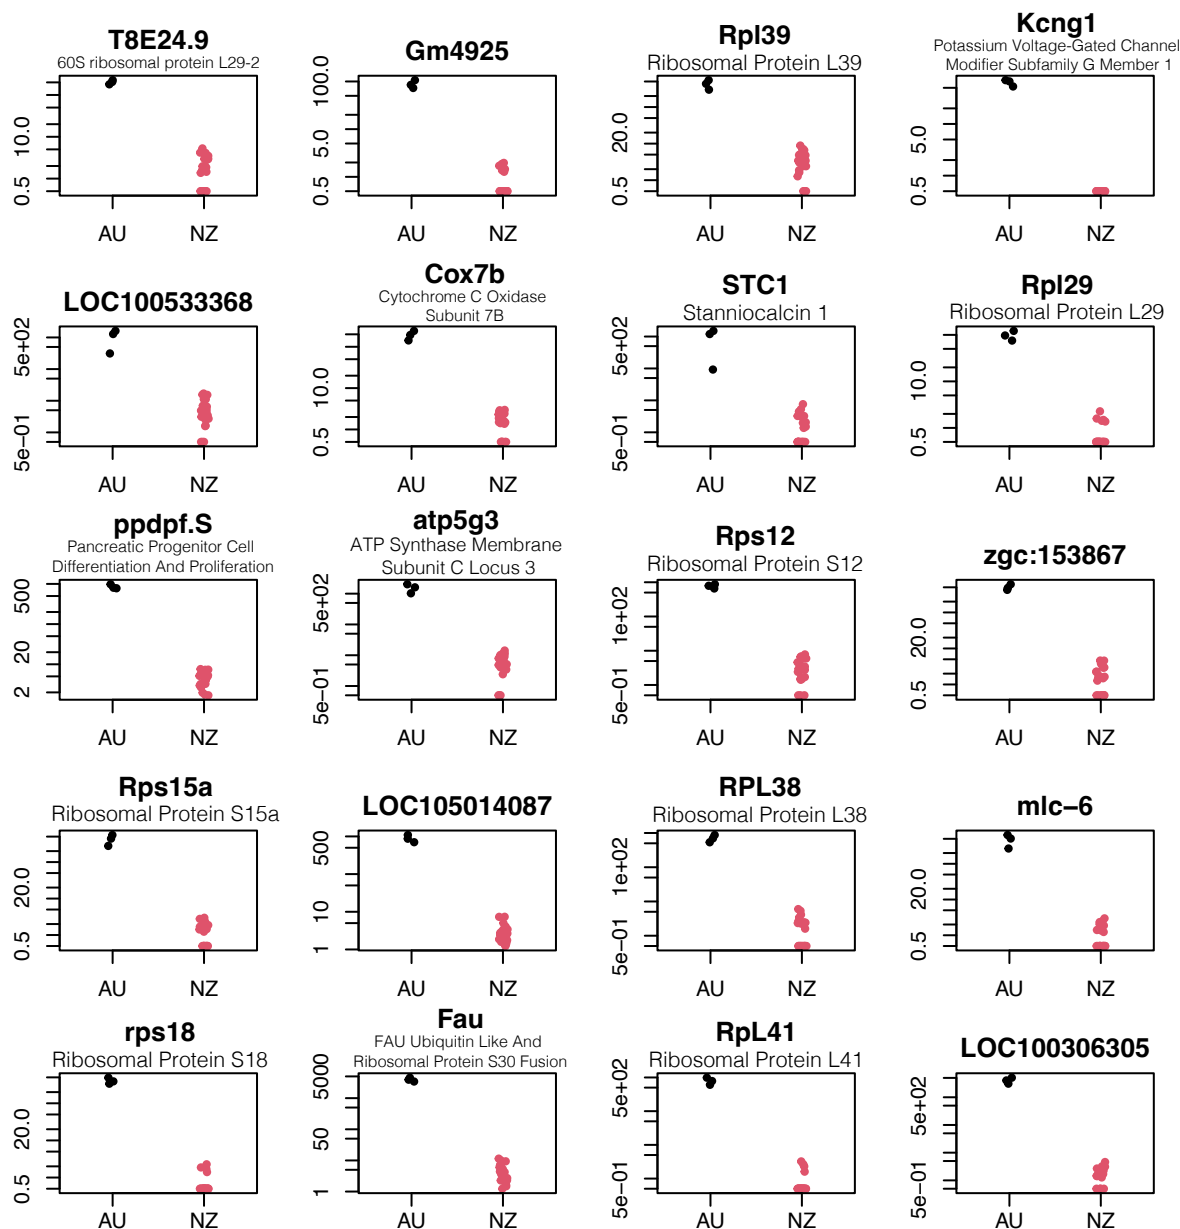 T8E24.9
60S ribosomal protein L29-2
10.0
0.5
AU NZ
Gm4925
100.0
5.0
0.5
AU NZ
Rpl39
Ribosomal Protein L39
20.0
0.5
AU NZ
Kcng1
Potassium Voltage-Gated Channel
Modifier Subfamily G Member 1
5.0
0.5
AU NZ
LOC100533368
5e+02
5e-01
AU NZ
Cox7b
Cytochrome C Oxidase
Subunit 7B
10.0
0.5
AU NZ
STC1
Stanniocalcin 1
5e+02
5e-01
AU NZ
Rpl29
Ribosomal Protein L29
10.0
0.5
AU NZ
ppdpf.S
Pancreatic Progenitor Cell
Differentiation And Proliferation
500
20
2
AU NZ
atp5g3
ATP Synthase Membrane
Subunit C Locus 3
5e+02
5e-01
AU NZ
Rps12
Ribosomal Protein S12
1e+02
5e-01
AU NZ
zgc:153867
20.0
0.5
AU NZ
Rps15a
Ribosomal Protein S15a
20.0
0.5
AU NZ
LOC105014087
500
10
1
AU NZ
RPL38
Ribosomal Protein L38
1e+02
5e-01
AU NZ
mlc−6
20.0
0.5
AU NZ
rps18
Ribosomal Protein S18
20.0
0.5
AU NZ
Fau
FAU Ubiquitin Like And
Ribosomal Protein S30 Fusion
5000
50
1
AU NZ
RpL41
Ribosomal Protein L41
5e+02
5e-01
AU NZ
LOC100306305
5e+02
5e-01
AU NZ